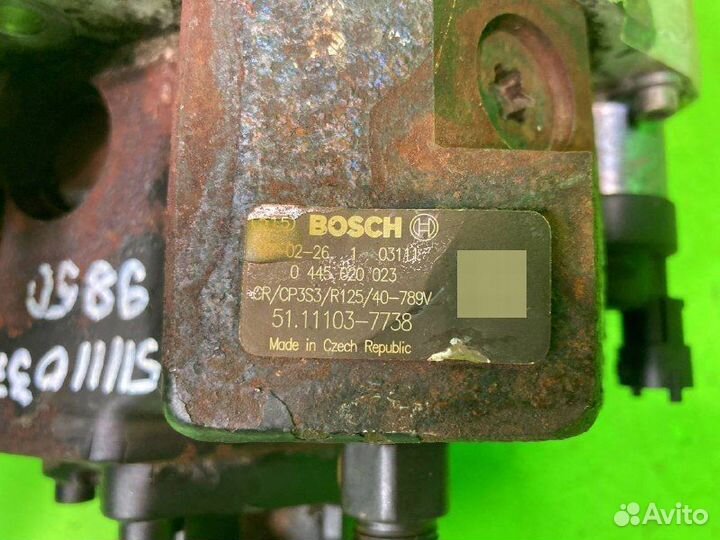 BOSCH
02-26 1 03111
0 445 020 023
CR/CP3S3/R125/40-789V
51.11103-7738
Made in Czech Republic
9850
Avito